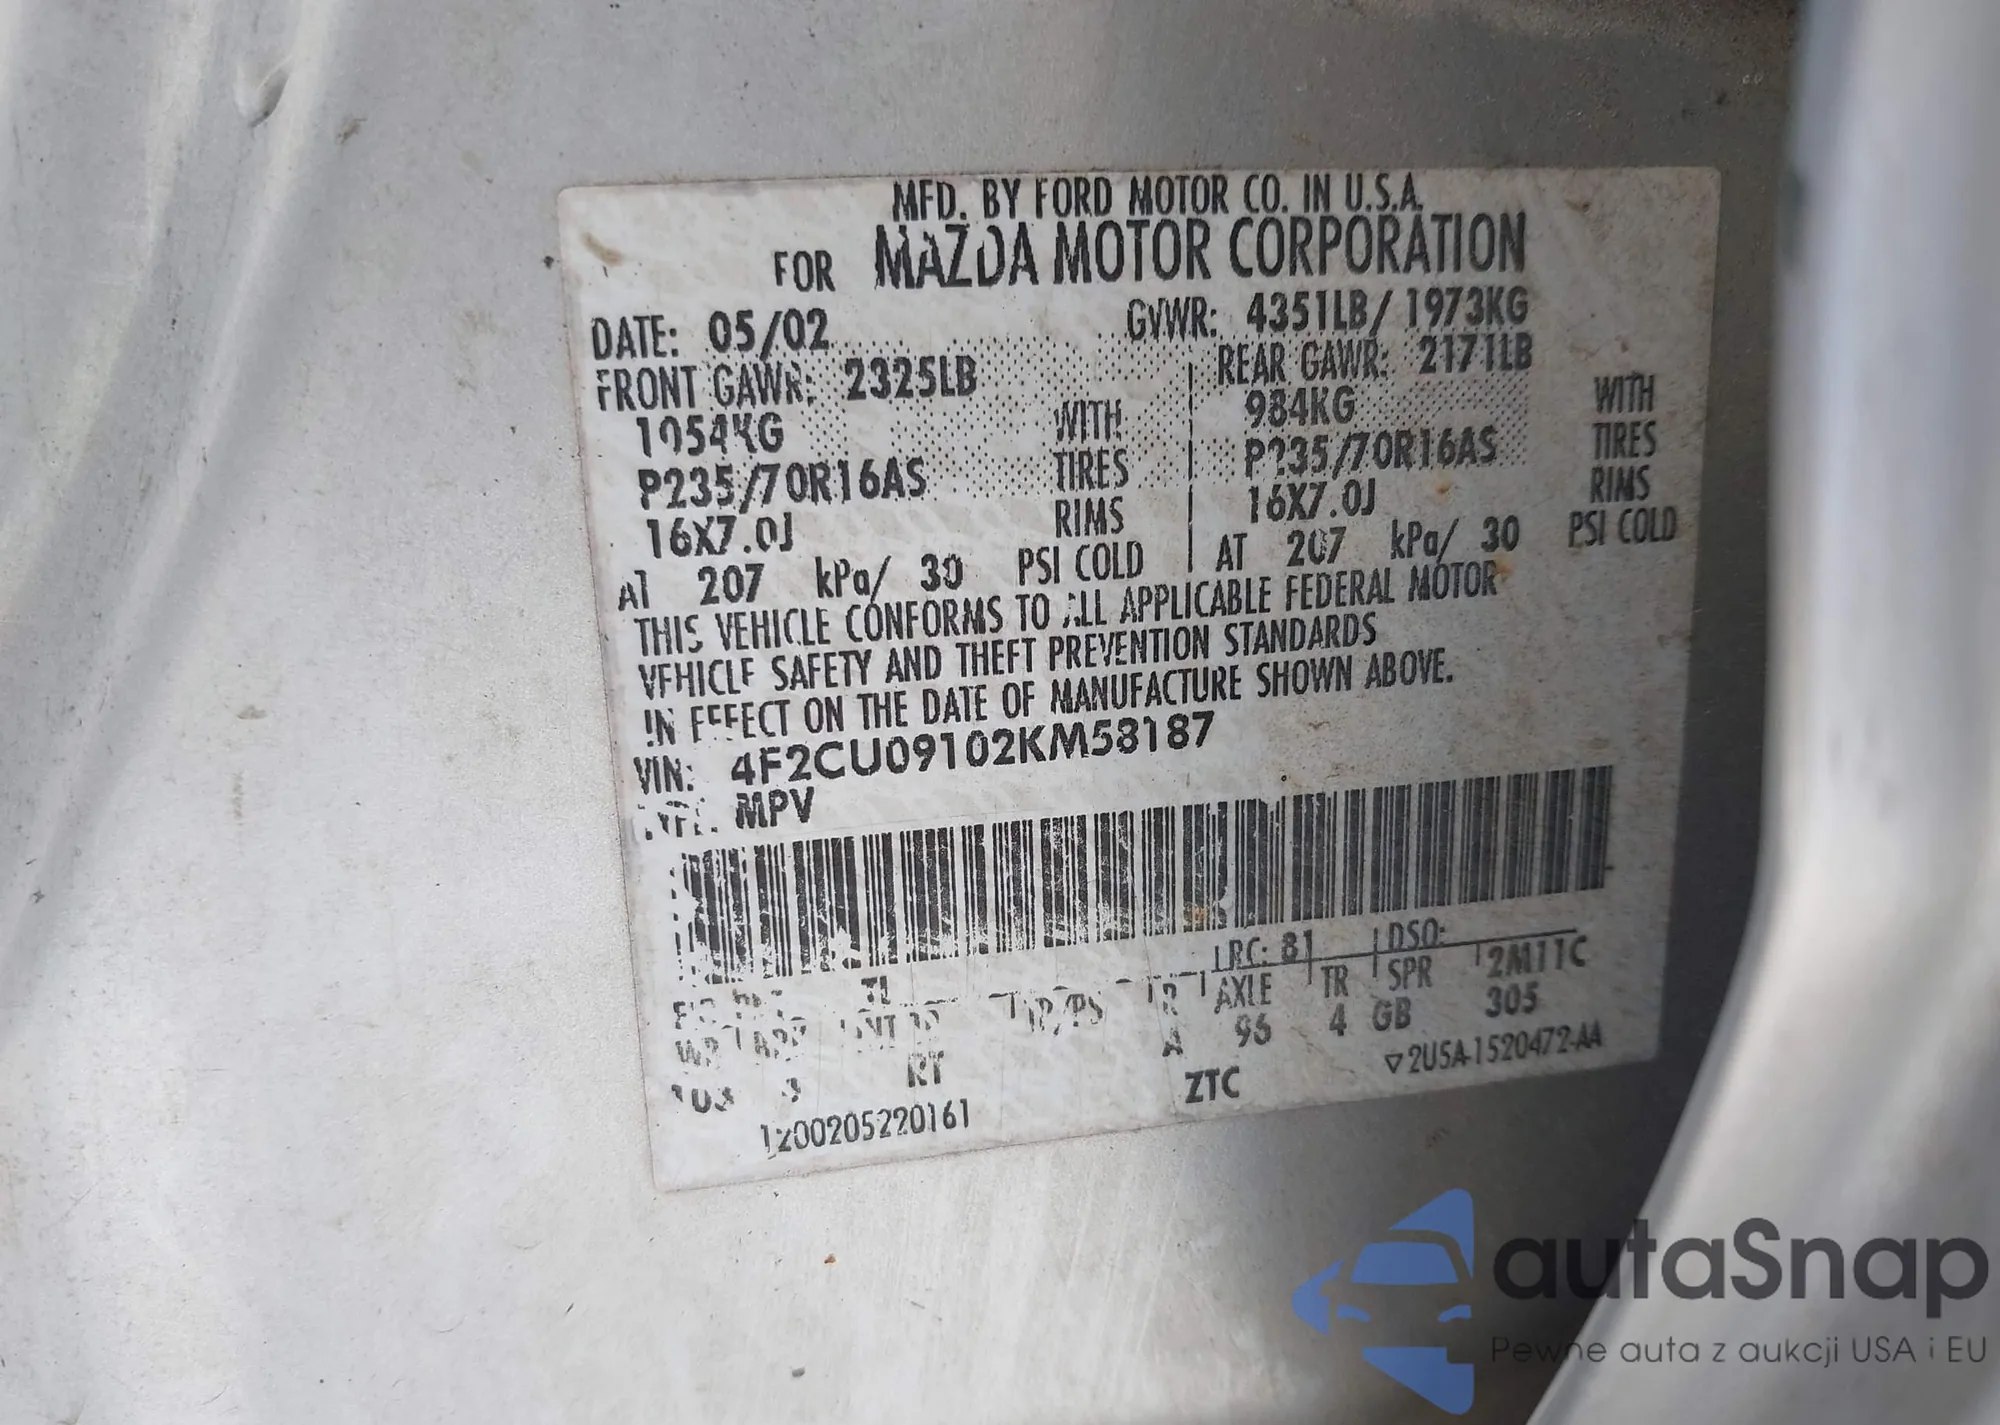 MFD. BY FORD MOTOR CO. IN U.S.A.
FOR MAZDA MOTOR CORPORATION
DATE: 05/02 GVWR: 4351LB/ 1973KG
FRONT GAWR: 2325LB REAR GAWR: 2171LB
1054KG WITH 984KG WITH
P235/70R16AS TIRES P235/70R16AS TIRES
16X7.0J RIMS 16X7.0J RIMS
AT 207 kPa/ 30 PSI COLD AT 207 kPa/ 30 PSI COLD
THIS VEHICLE CONFORMS TO ALL APPLICABLE FEDERAL MOTOR
VEHICLE SAFETY AND THEFT PREVENTION STANDARDS
IN EFFECT ON THE DATE OF MANUFACTURE SHOWN ABOVE.
VIN: 4F2CU09102KM58187
MPV
RC: 81 DSO:
AXLE TR SPR 2M11C
A 96 4 GB 305
103 3 RT ZTC 2U5A-1520472-AA
1200205220161
autaSnap
Pewne auta z aukcji USA i EU